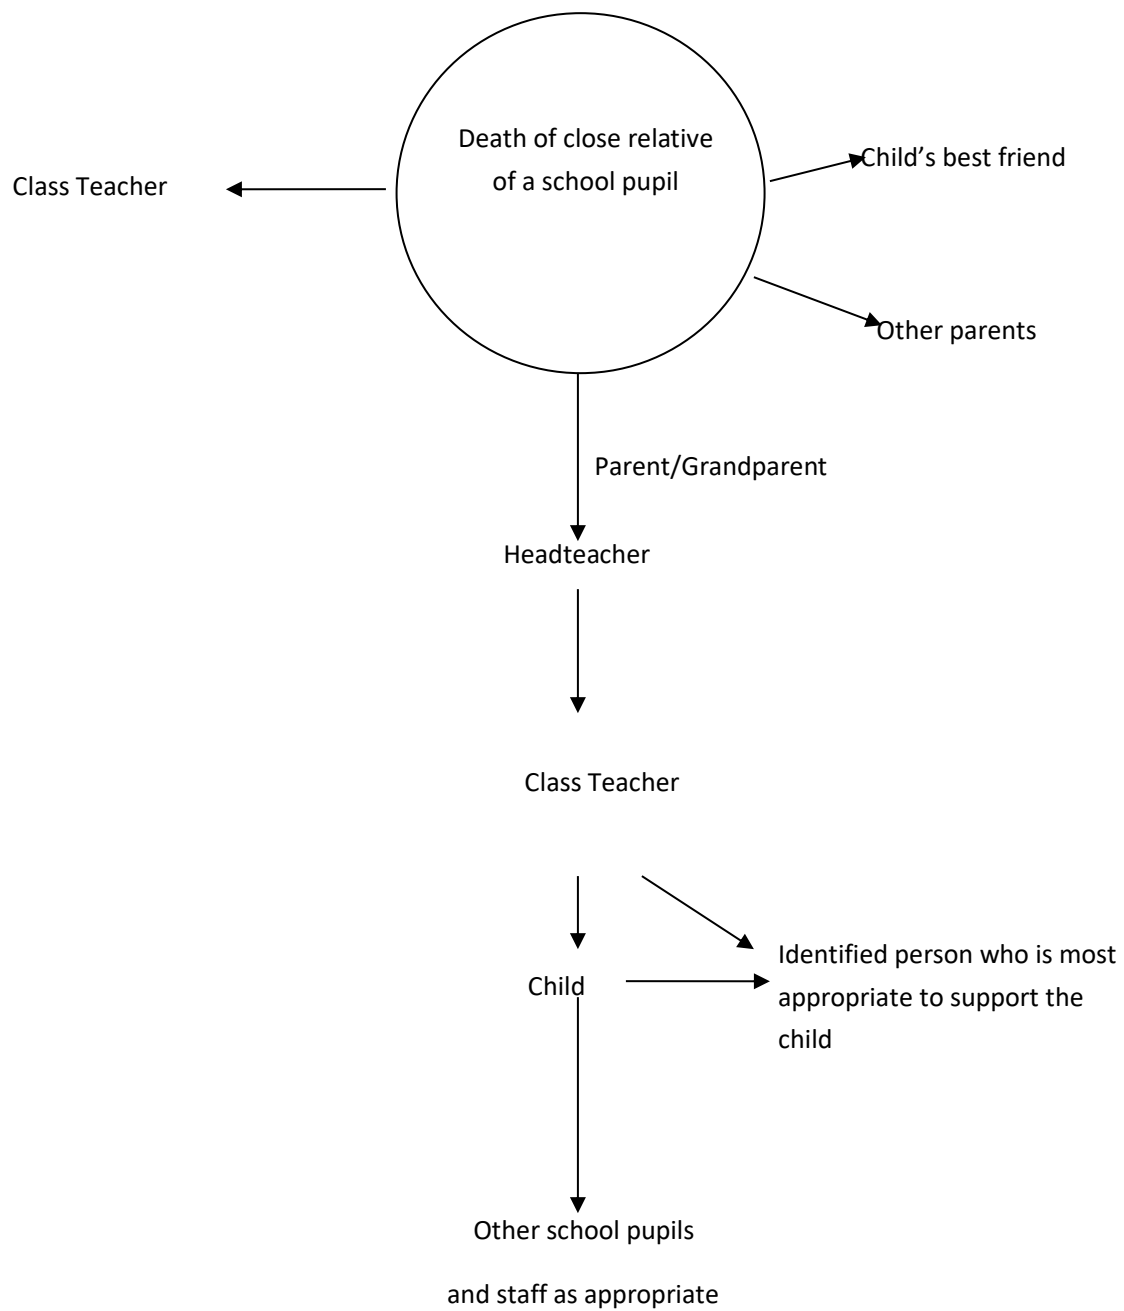 Death of close relative
of a school pupil
Child’s best friend
Class Teacher
Other parents
Parent/Grandparent
Headteacher
Class Teacher
Identified person who is most
Child
appropriate to support the
child
Other school pupils
and staff as appropriate